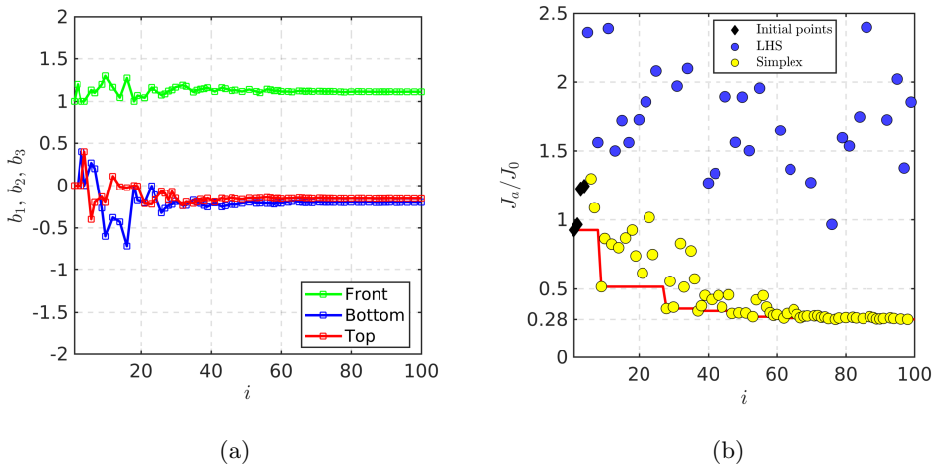 2
1.5
1
0.5
0
-0.5
-1
-1.5
-2
b₁, b₂, b₃
20 40 60 80 100
i
Front
Bottom
Top
(a)
2.5
2
1.5
1
0.5
0.28
0
Jₐ/J₀
20 40 60 80 100
i
Initial points
LHS
Simplex
(b)